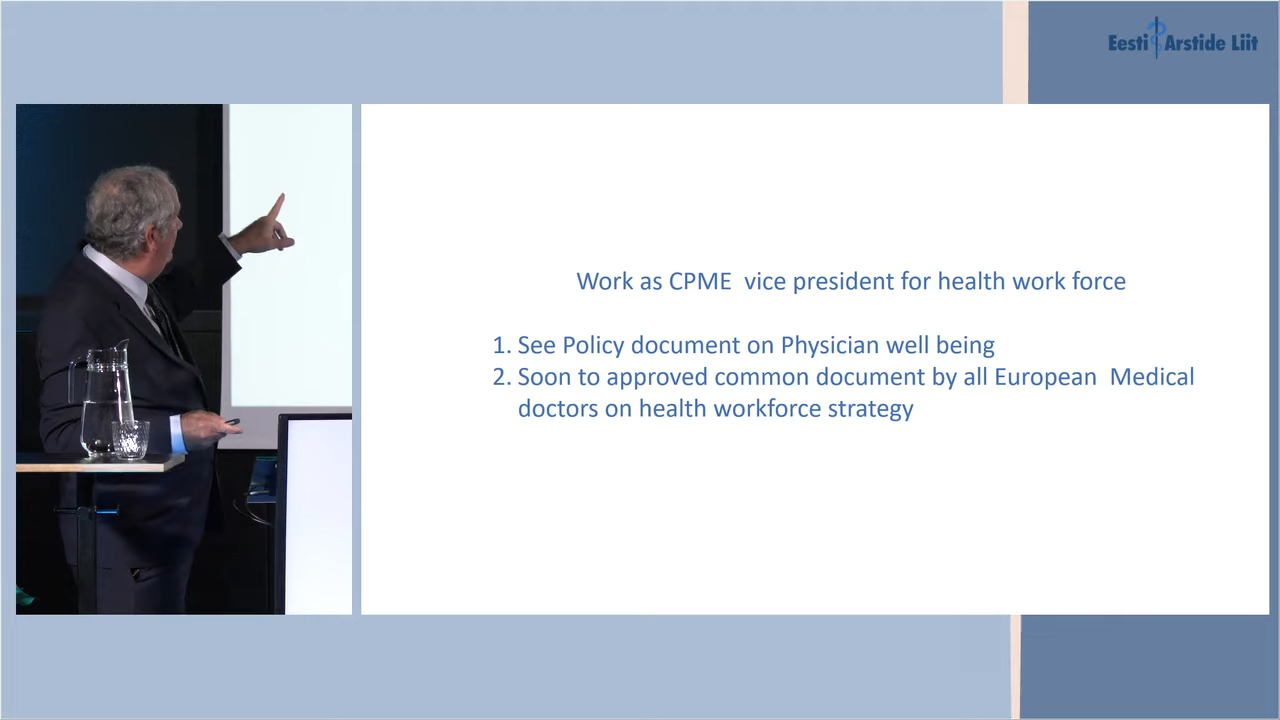 Eesti Arstide Liit
Work as CPME  vice president for health work force
1. See Policy document on Physician well being
2. Soon to approved common document by all European  Medical
doctors on health workforce strategy